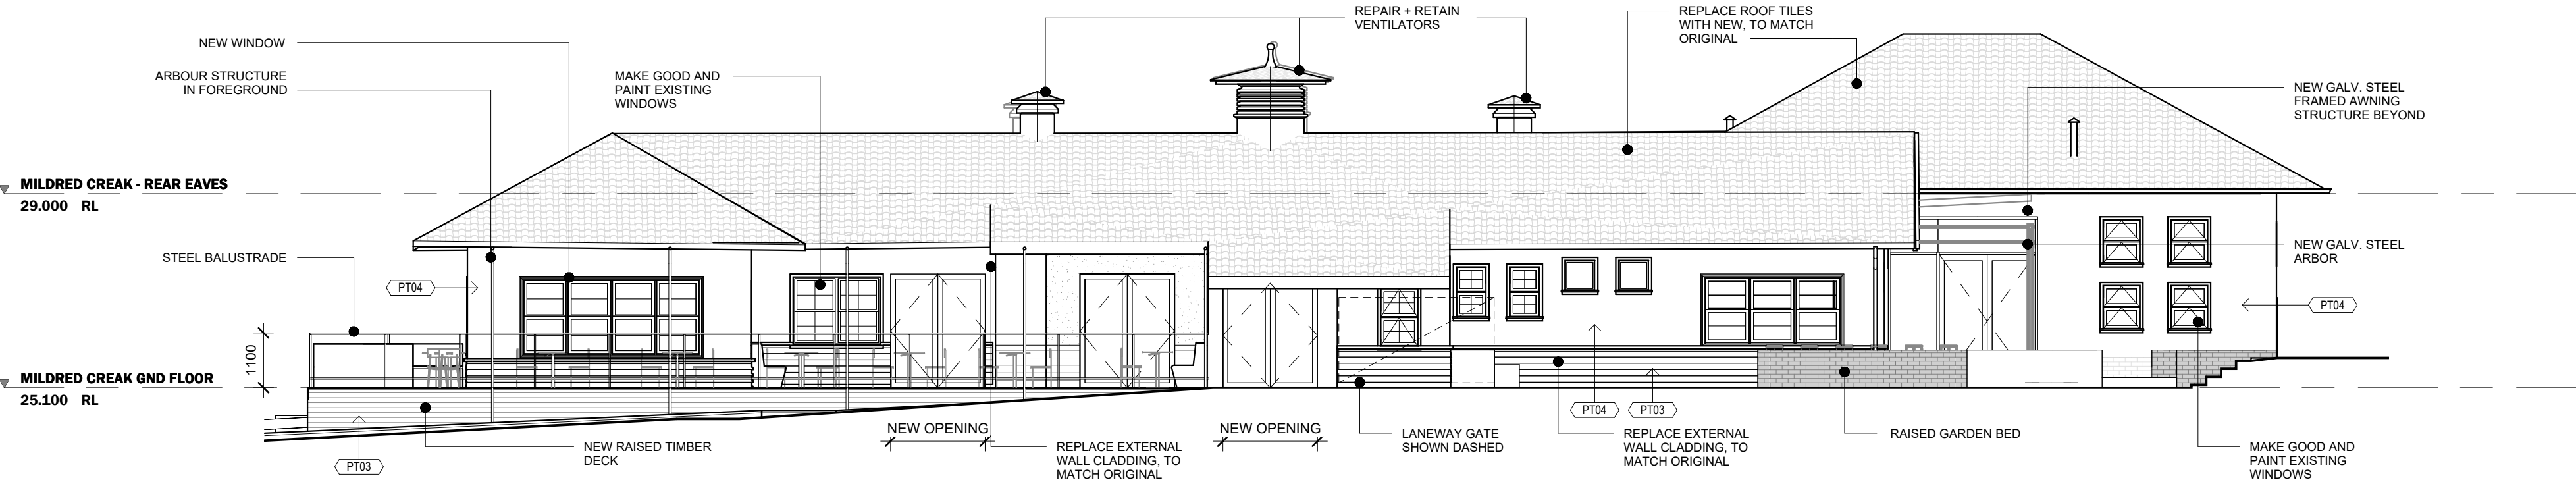 REPAIR + RETAIN
VENTILATORS
REPLACE ROOF TILES
WITH NEW, TO MATCH
ORIGINAL
NEW WINDOW
ARBOUR STRUCTURE
IN FOREGROUND
MAKE GOOD AND
PAINT EXISTING
WINDOWS
NEW GALV. STEEL
FRAMED AWNING
STRUCTURE BEYOND
MILDRED CREAK - REAR EAVES
29.000 RL
STEEL BALUSTRADE
NEW GALV. STEEL
ARBOR
PT04
PT04
1100
MILDRED CREAK GND FLOOR
25.100 RL
PT04
PT03
NEW OPENING
NEW OPENING
LANEWAY GATE
SHOWN DASHED
REPLACE EXTERNAL
WALL CLADDING, TO
MATCH ORIGINAL
RAISED GARDEN BED
NEW RAISED TIMBER
DECK
REPLACE EXTERNAL
WALL CLADDING, TO
MATCH ORIGINAL
MAKE GOOD AND
PAINT EXISTING
WINDOWS
PT03